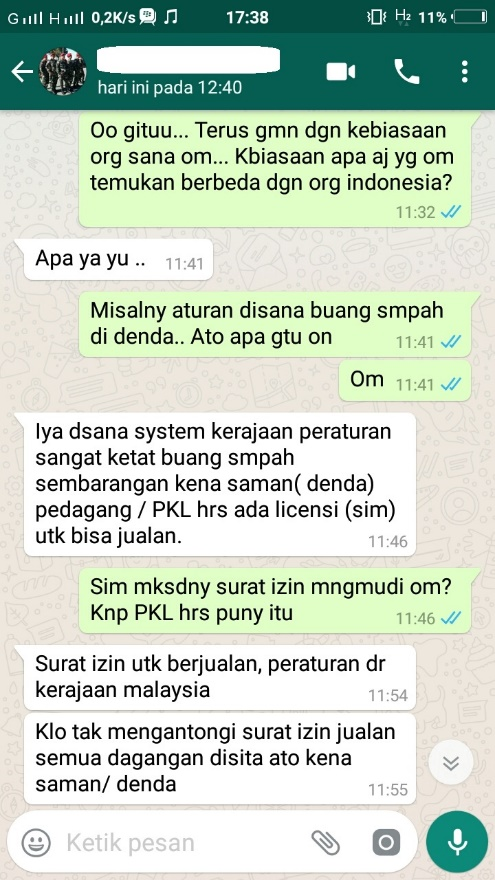 G H 0,2K/s 17:38 H₂ 11%
hari ini pada 12:40
Oo gituu... Terus gmn dgn kebiasaan
org sana om... Kbiasaan apa aj yg om
temukan berbeda dgn org indonesia?
11:32
Apa ya yu .. 11:41
Misalny aturan disana buang smpah
di denda.. Ato apa gtu on 11:41
Om 11:41
Iya dsana system kerajaan peraturan
sangat ketat buang smpah
sembarangan kena saman( denda)
pedagang / PKL hrs ada licensi (sim)
utk bisa jualan. 11:46
Sim mksdny surat izin mngmudi om?
Knp PKL hrs puny itu 11:46
Surat izin utk berjualan, peraturan dr
kerajaan malaysia 11:54
Klo tak mengantongi surat izin jualan
semua dagangan disita ato kena
saman/ denda 11:55
Ketik pesan